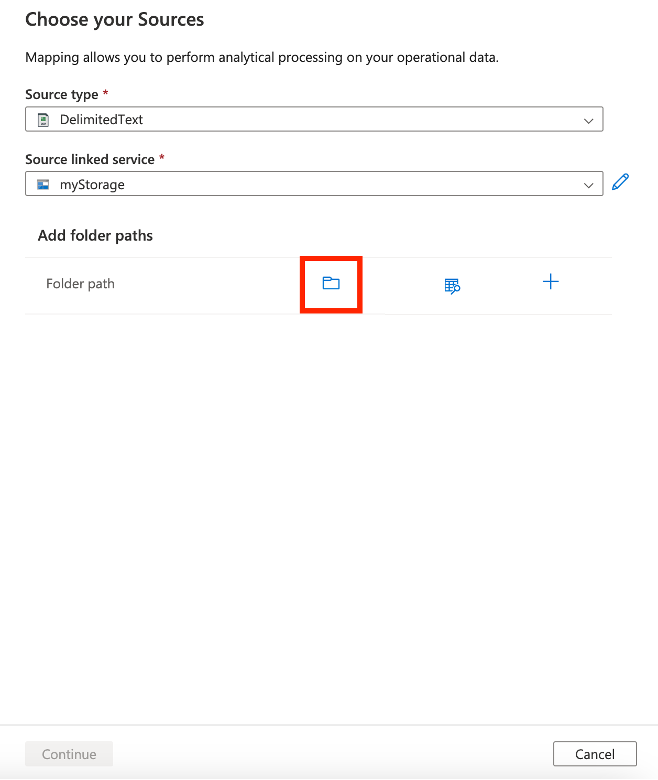 Choose your Sources
Mapping allows you to perform analytical processing on your operational data.
Source type *
DelimitedText
Source linked service *
myStorage
Add folder paths
Folder path
Continue
Cancel